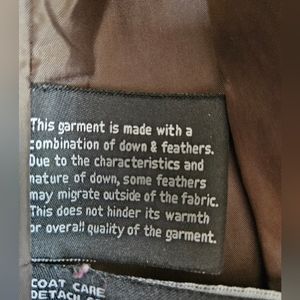 This garment is made with a
combination of down & feathers.
Due to the characteristics and
nature of down, some feathers
may migrate outside of the fabric.
This does not hinder its warmth
or overall quality of the garment.
COAT CARE
DETACH